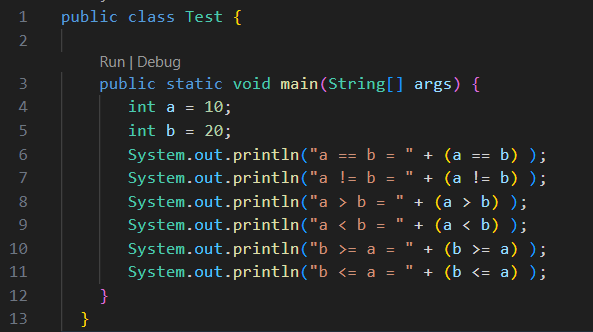 1 public class Test {
2
Run | Debug
3 public static void main(String[] args) {
4 int a = 10;
5 int b = 20;
6 System.out.println("a == b = " + (a == b) );
7 System.out.println("a != b = " + (a != b) );
8 System.out.println("a > b = " + (a > b) );
9 System.out.println("a < b = " + (a < b) );
10 System.out.println("b >= a = " + (b >= a) );
11 System.out.println("b <= a = " + (b <= a) );
12 }
13 }